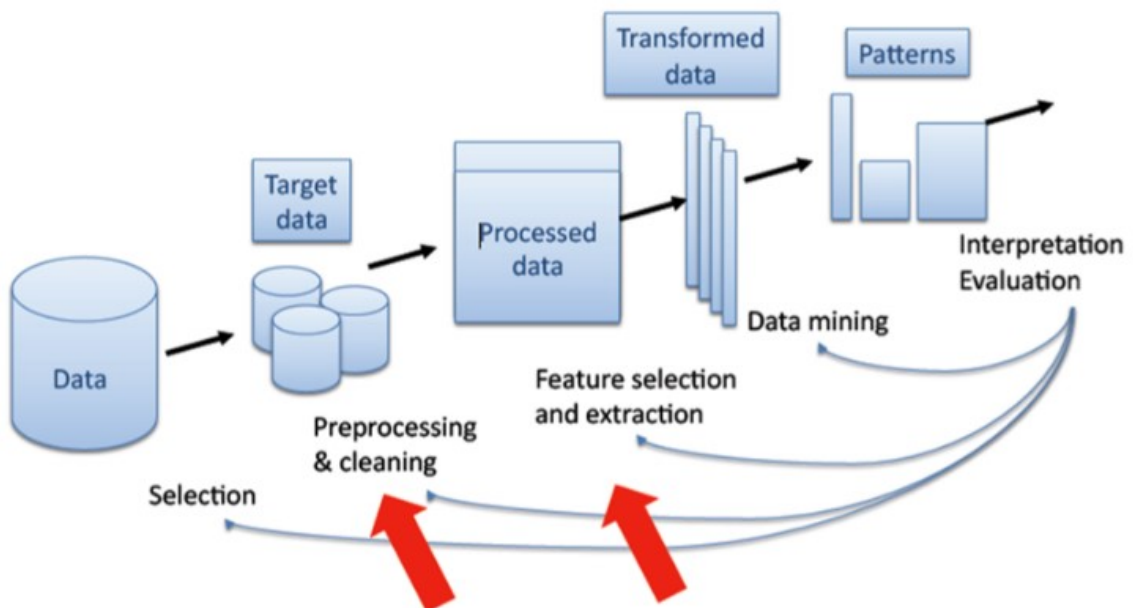 Transformed
data
Patterns
Target
data
Processed
data
Data
Interpretation
Evaluation
Data mining
Feature selection
and extraction
Preprocessing
& cleaning
Selection